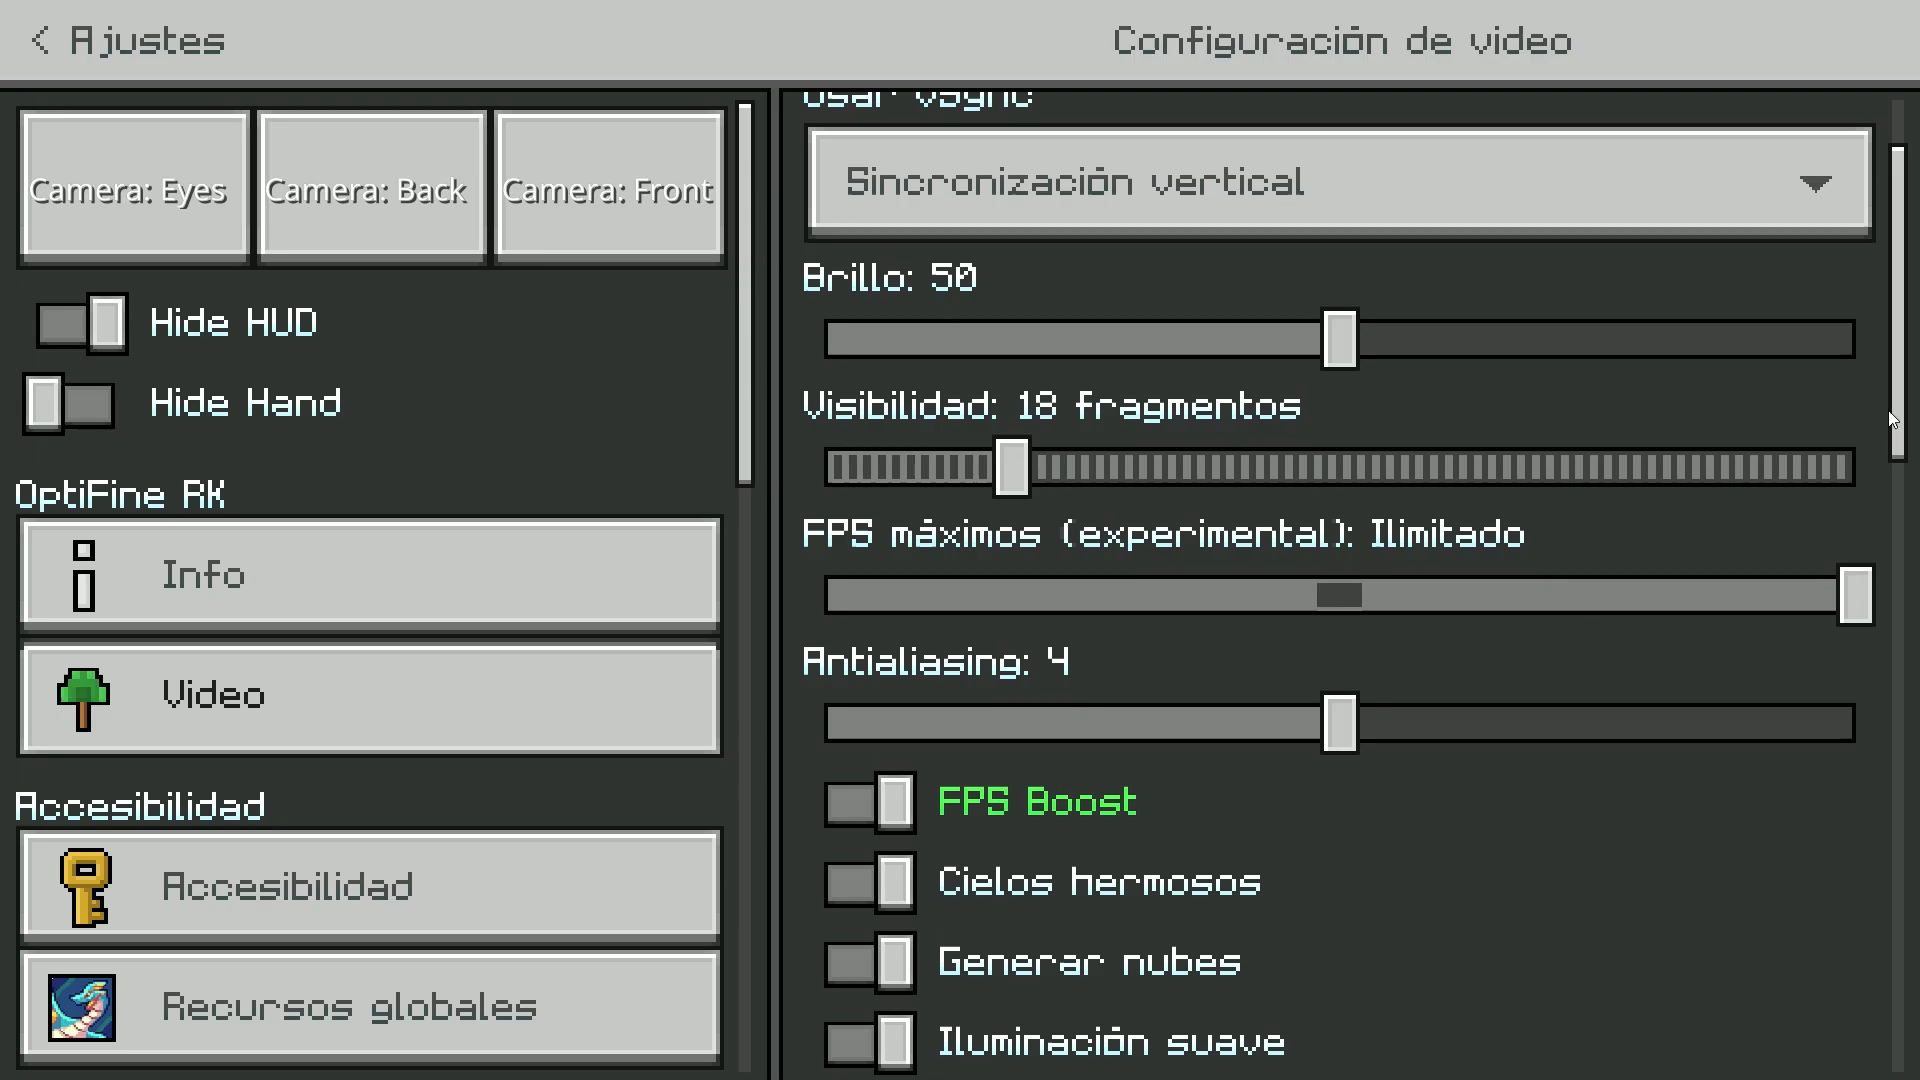 Ajustes
Configuración de video
Camera: Eyes
Camera: Back
Camera: Front
Hide HUD
Hide Hand
OptiFine RK
Info
Video
Accesibilidad
Accesibilidad
Recursos globales
Usar vSync
Sincronización vertical
Brillo: 50
Visibilidad: 18 fragmentos
FPS máximos (experimental): Ilimitado
Antialiasing: 4
FPS Boost
Cielos hermosos
Generar nubes
Iluminación suave